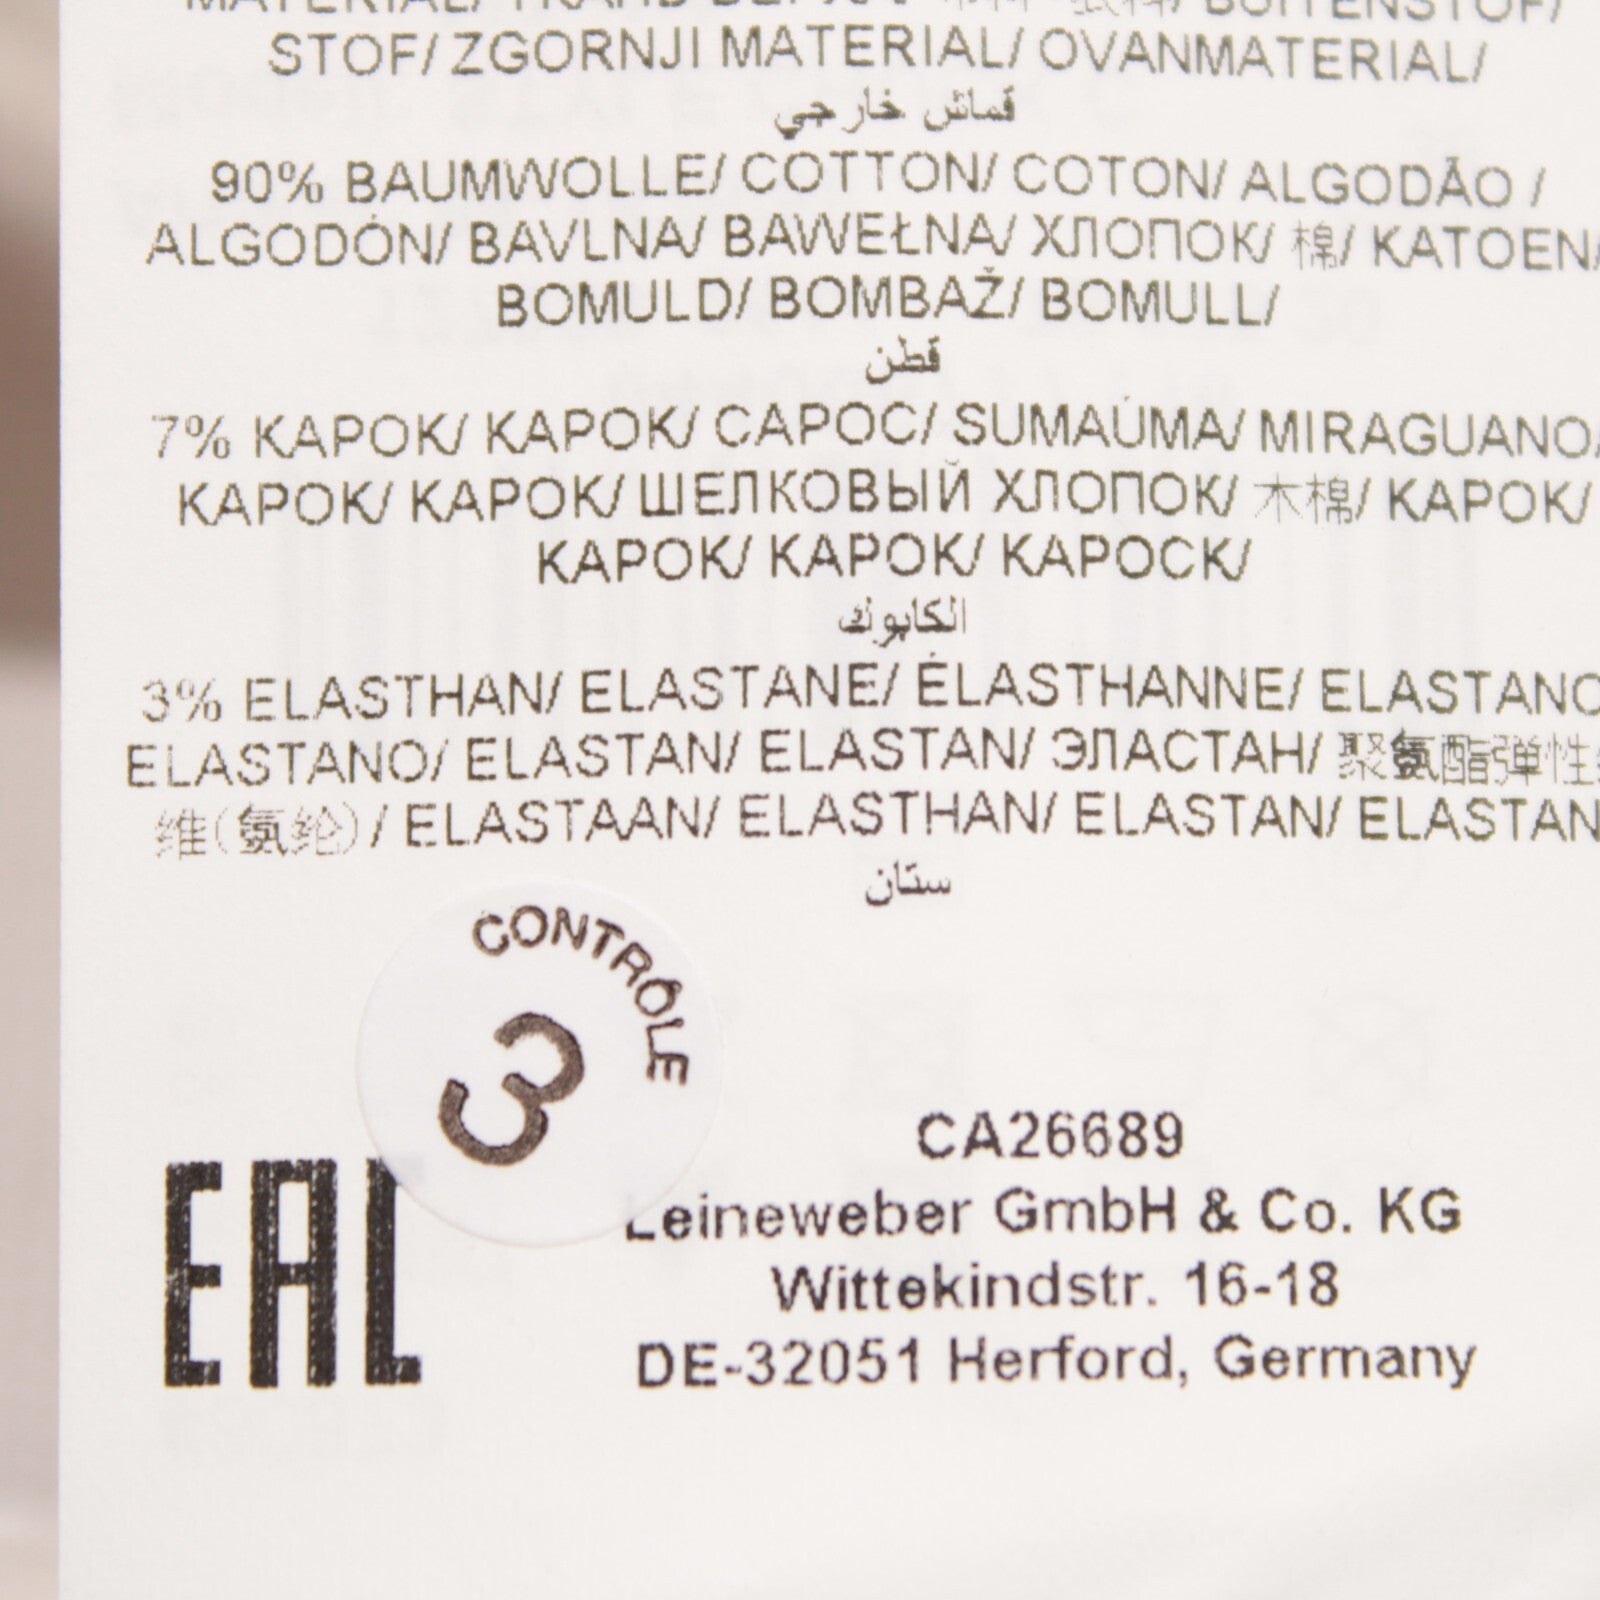 STOF/ ZGORNJI MATERIAL/ OVANMATERIAL/
قماش خارجي
90% BAUMWOLLE/ COTTON/ COTON/ ALGODÃO /
ALGODÓN/ BAVLNA/ BAWEŁNA/ ХЛОПОК/ 棉/ KATOEN/
BOMULD/ BOMBAŽ/ BOMULL/
قطن
7% KAPOK/ KAPOK/ CAPOC/ SUMAÚMA/ MIRAGUANO/
KAPOK/ KAPOK/ ШЕЛКОВЫЙ ХЛОПОК/ 木棉/ KAPOK/
KAPOK/ KAPOK/ KAPOCK/
الكابوك
3% ELASTHAN/ ELASTANE/ ÉLASTHANNE/ ELASTANO
ELASTANO/ ELASTAN/ ELASTAN/ ЭЛАСТАН/ 聚氨酯弹性
维(氨纶)/ ELASTAAN/ ELASTHAN/ ELASTAN/ ELASTAN
ستان
CONTRÔLE
3
EAC
CA26689
Leineweber GmbH & Co. KG
Wittekindstr. 16-18
DE-32051 Herford, Germany